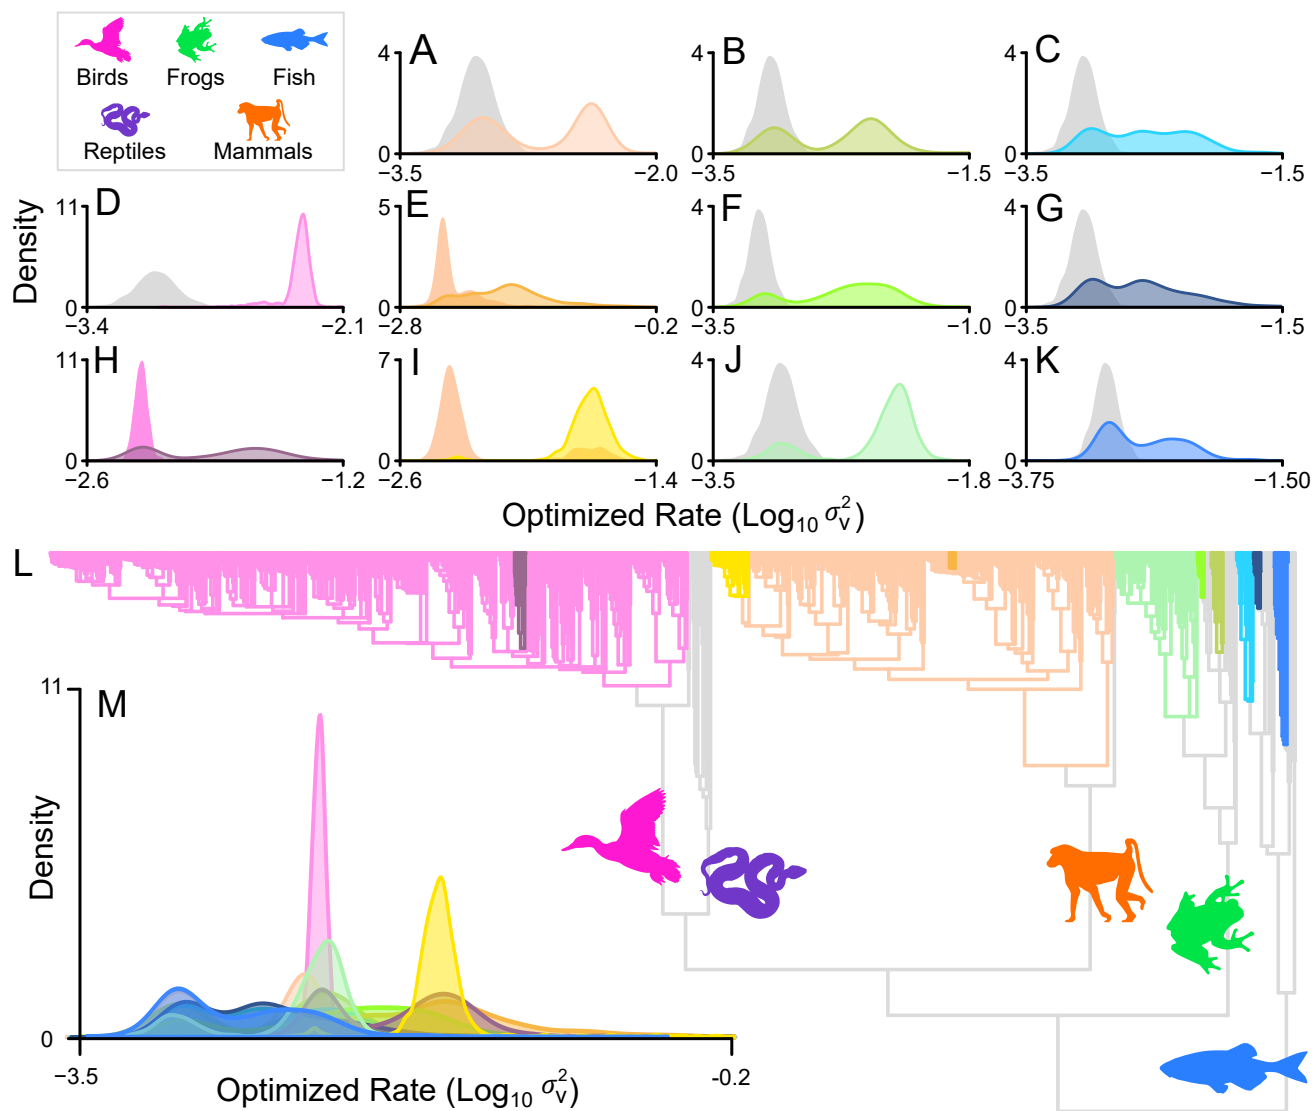 Birds Frogs Fish
Reptiles Mammals
A
4
0
−3.5 −2.0
B
4
0
−3.5 −1.5
C
4
0
−3.5 −1.5
Density
D
11
0
−3.4 −2.1
E
5
0
−2.8 −0.2
F
4
0
−3.5 −1.0
G
4
0
−3.5 −1.5
H
11
0
−2.6 −1.2
I
7
0
−2.6 −1.4
J
4
0
−3.5 −1.8
K
4
0
−3.75 −1.50
Optimized Rate (Log₁₀ σ²ᵥ)
L
M
11
Density
0
−3.5 -0.2
Optimized Rate (Log₁₀ σ²ᵥ)